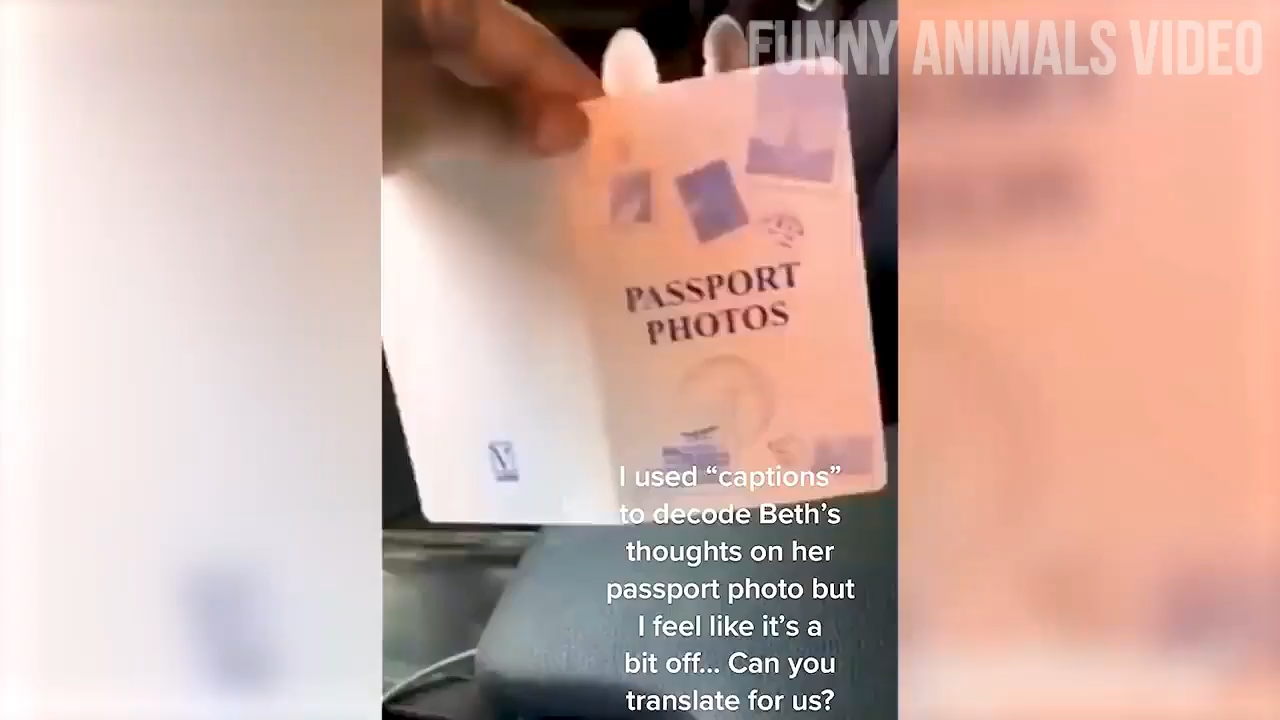 FUNNY ANIMALS VIDEO
PASSPORT
PHOTOS
V
I used “captions”
to decode Beth’s
thoughts on her
passport photo but
I feel like it’s a
bit off... Can you
translate for us?